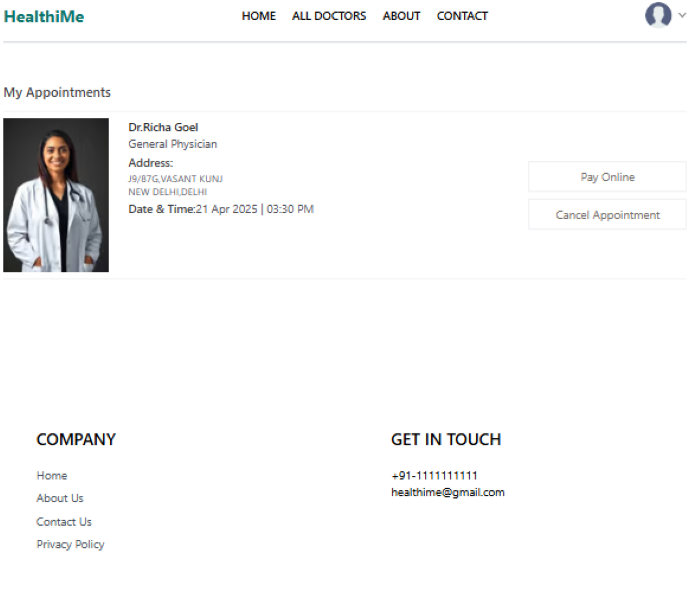 HealthiMe
HOME ALL DOCTORS ABOUT CONTACT
My Appointments
Dr.Richa Goel
General Physician
Address:
J9/87G,VASANT KUNJ
NEW DELHI,DELHI
Date & Time:21 Apr 2025 | 03:30 PM
Pay Online
Cancel Appointment
COMPANY
Home
About Us
Contact Us
Privacy Policy
GET IN TOUCH
+91-1111111111
healthime@gmail.com